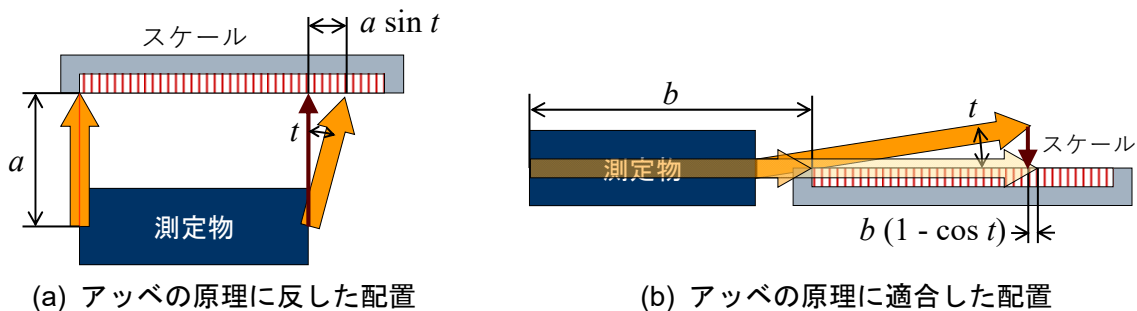 a sin t
スケール
a
t
測定物
(a) アッベの原理に反した配置
b
t
スケール
測定物
b (1 - cos t)
(b) アッベの原理に適合した配置